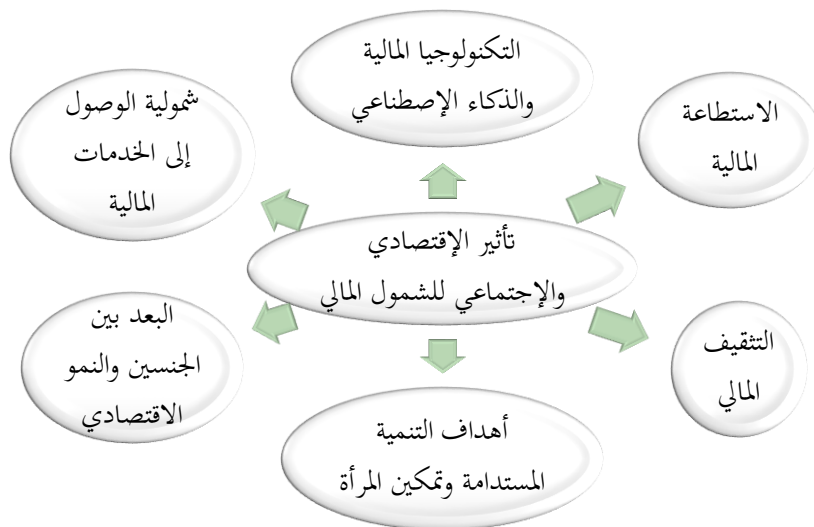 التكنولوجيا المالية
والذكاء الإصطناعي
الاستطاعة
المالية
شمولية الوصول
إلى الخدمات
المالية
تأثير الإقتصادي
والإجتماعي للشمول المالي
التثقيف
المالي
البعد بين
الجنسين والنمو
الاقتصادي
أهداف التنمية
المستدامة وتمكين المرأة